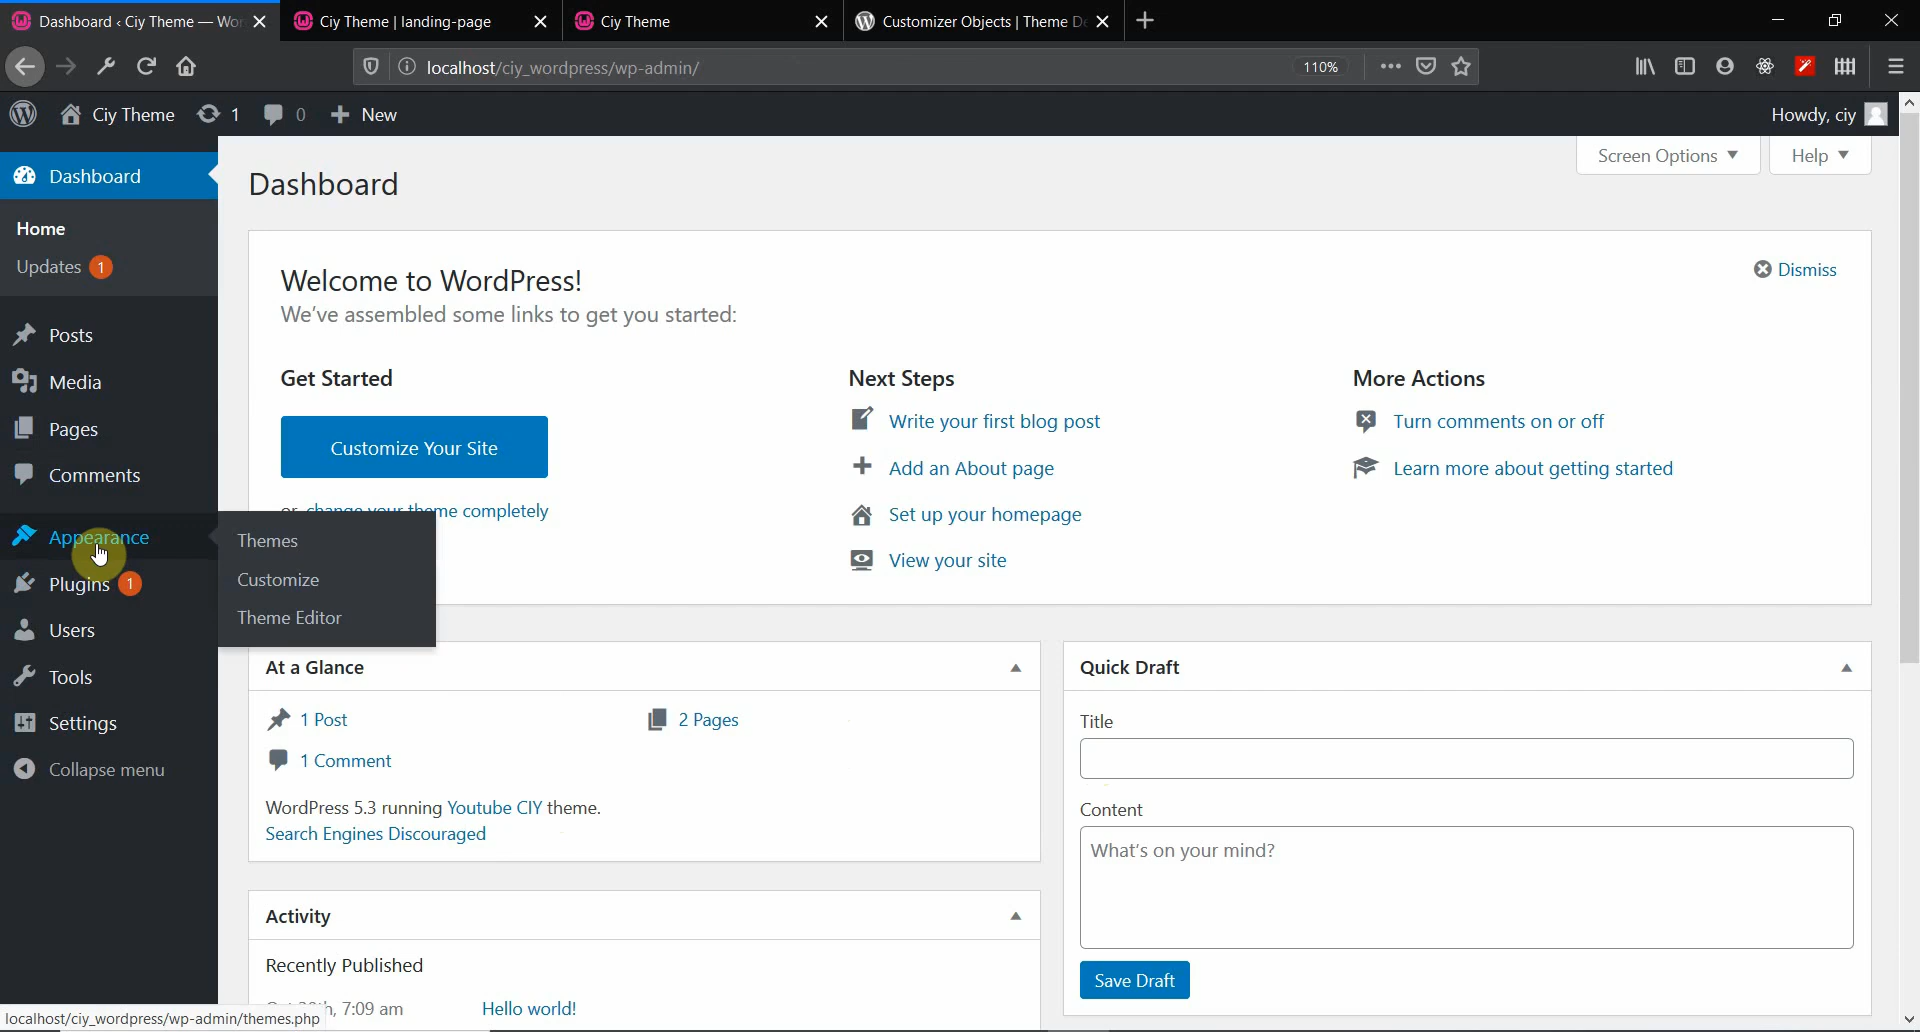 Dashboard ‹ Ciy Theme — Wor
Ciy Theme | landing-page
Ciy Theme
Customizer Objects | Theme De
localhost/ciy_wordpress/wp-admin/
110%
Ciy Theme
1
0
New
Howdy, ciy
Dashboard
Home
Updates 1
Posts
Media
Pages
Comments
Appearance
Plugins 1
Users
Tools
Settings
Collapse menu
Themes
Customize
Theme Editor
Screen Options
Help
Dashboard
Welcome to WordPress!
We've assembled some links to get you started:
Dismiss
Get Started
Customize Your Site
or change your theme completely
Next Steps
Write your first blog post
Add an About page
Set up your homepage
View your site
More Actions
Turn comments on or off
Learn more about getting started
At a Glance
1 Post
2 Pages
1 Comment
WordPress 5.3 running Youtube CIY theme.
Search Engines Discouraged
Activity
Recently Published
7:09 am
Hello world!
Quick Draft
Title
Content
What's on your mind?
Save Draft
localhost/ciy_wordpress/wp-admin/themes.php